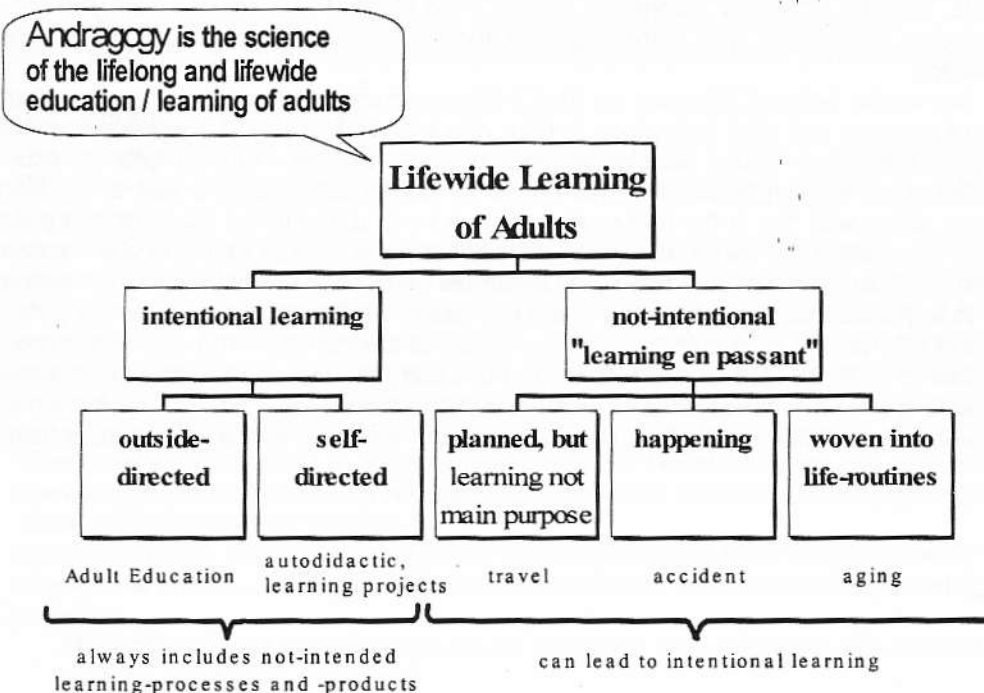 Andragogy is the science
of the lifelong and lifewide
education / learning of adults
Lifewide Learning
of Adults
intentional learning
not-intentional
"learning en passant"
outside-
directed
self-
directed
planned, but
learning not
main purpose
happening
woven into
life-routines
Adult Education
autodidactic,
learning projects
travel
accident
aging
always includes not-intended
learning-processes and -products
can lead to intentional learning